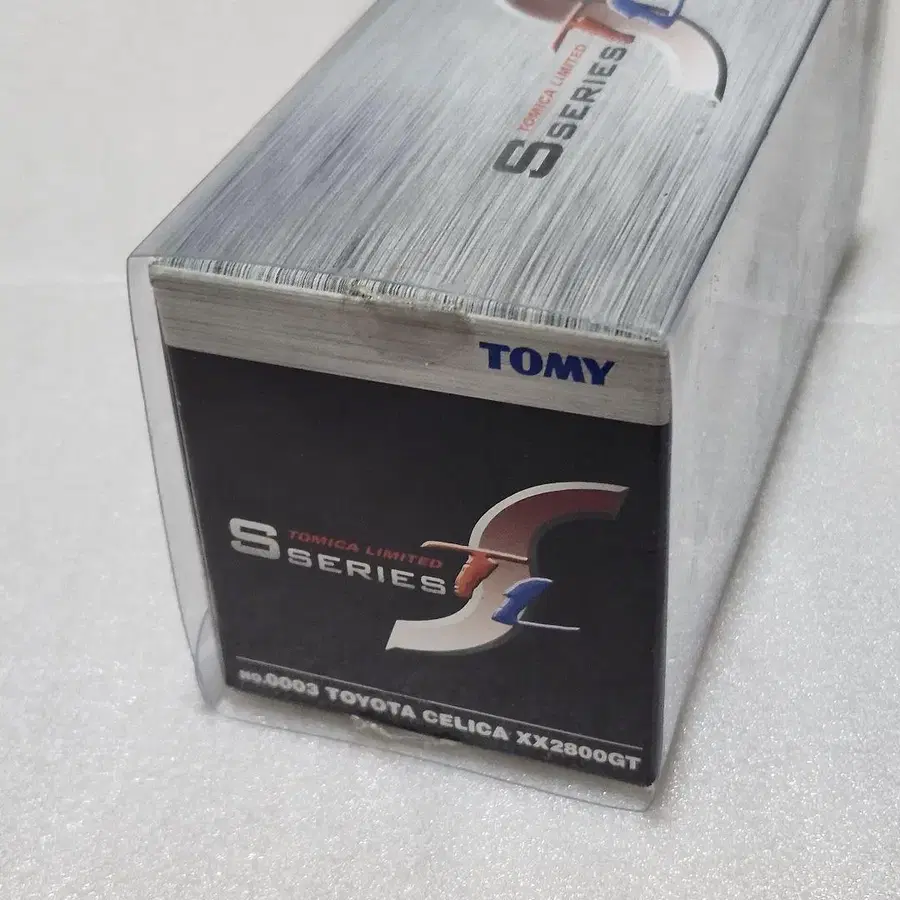 TOMICA LIMITED
S SERIES
TOMY
TOMICA LIMITED
S SERIES
NO.0003 TOYOTA CELICA XX2800GT